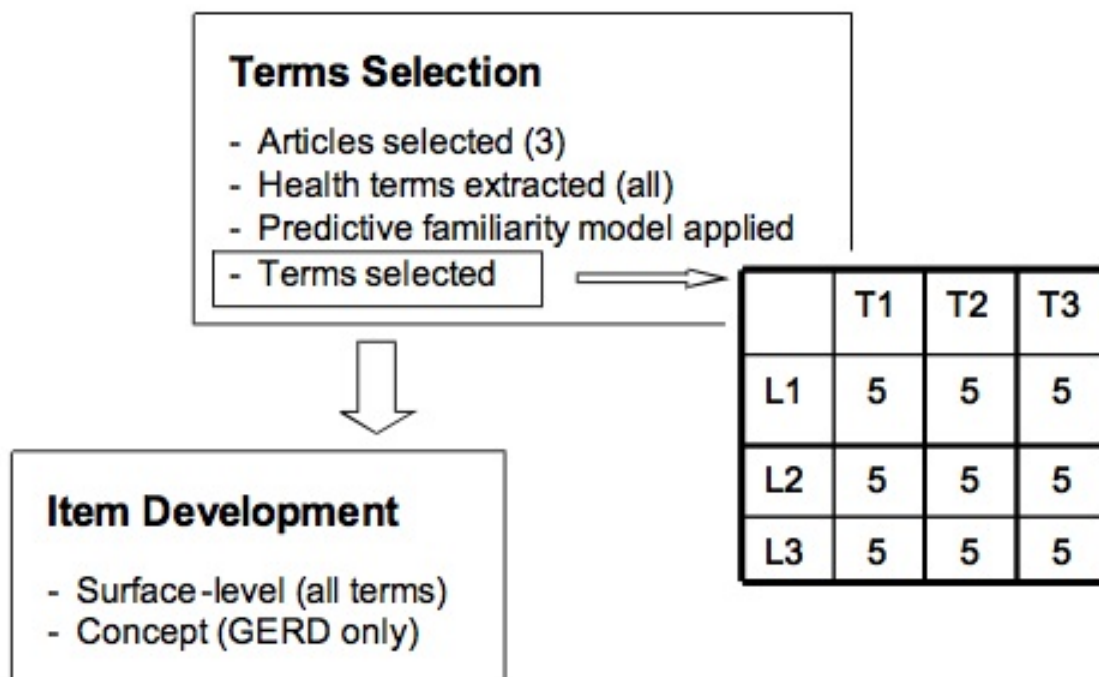 Terms Selection
- Articles selected (3)
- Health terms extracted (all)
- Predictive familiarity model applied
- Terms selected
T1 T2 T3
L1 5 5 5
L2 5 5 5
L3 5 5 5
Item Development
- Surface-level (all terms)
- Concept (GERD only)